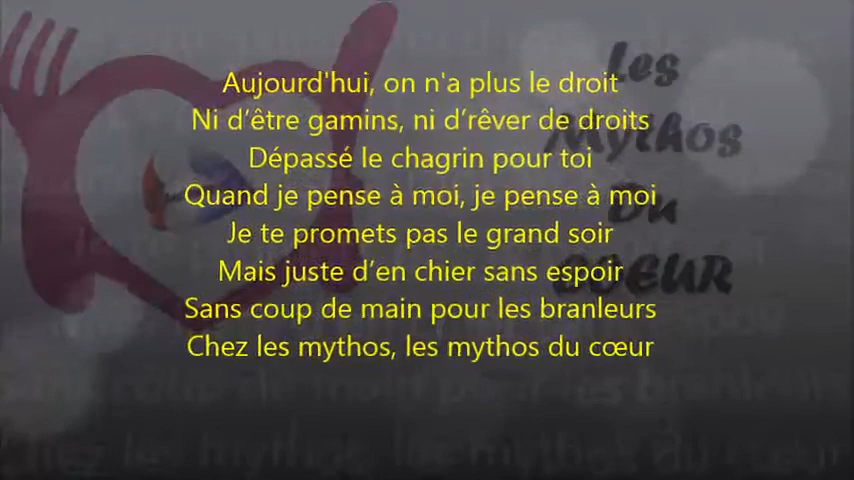 Aujourd'hui, on n'a plus le droit
Ni d’être gamins, ni d’rêver de droits
Dépassé le chagrin pour toi
Quand je pense à moi, je pense à moi
Je te promets pas le grand soir
Mais juste d’en chier sans espoir
Sans coup de main pour les branleurs
Chez les mythos, les mythos du cœur
Les
Mythos
Du
COEUR